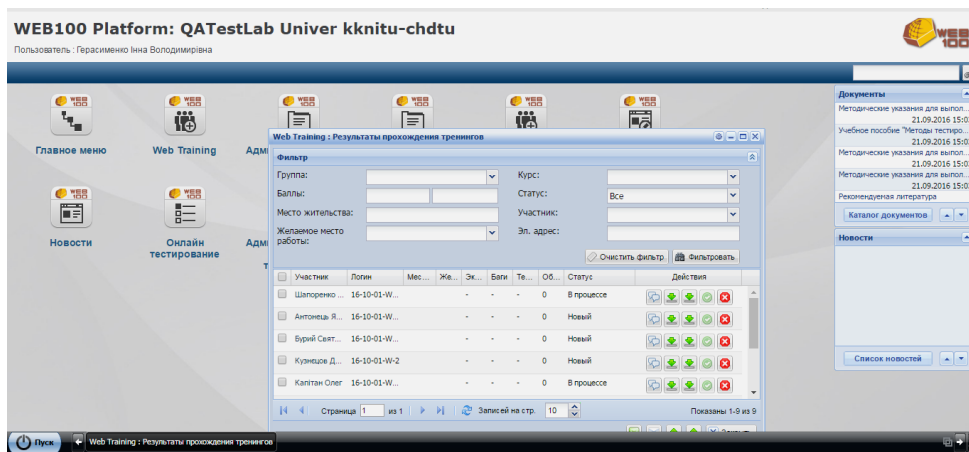 WEB100 Platform: QATestLab Univer kknitu-chdtu
Пользователь : Герасименко Інна Володимирівна
WEB
100
Документы
Методические указания для выпол...
21.09.2016 15:0
Учебное пособие "Методы тестиро...
21.09.2016 15:0
Методические указания для выпол...
21.09.2016 15:0
Методические указания для выпол...
21.09.2016 15:0
Рекомендуемая литература
Каталог документов
Новости
Список новостей
Главное меню
Web Training
Новости
Онлайн
тестирование
Web Training : Результаты прохождения тренингов
Фильтр
Группа:
Курс:
Баллы:
Статус: Все
Место жительства:
Участник:
Желаемое место
работы:
Эл. адрес:
Очистить фильтр
Фильтровать
Участник Логин Мес... Же... Эк... Баги Те... Об... Статус Действия
Шапоренко ... 16-10-01-W... - - - 0 В процессе
Антонець Я... 16-10-01-W... - - - 0 Новый
Бурий Свят... 16-10-01-W... - - - 0 Новый
Кузнєцов Д... 16-10-01-W-2 - - - 0 Новый
Капітан Олег 16-10-01-W... - - - 0 В процессе
Страница 1 из 1 Записей на стр. 10 Показаны 1-9 из 9
Пуск
Web Training : Результаты прохождения тренингов